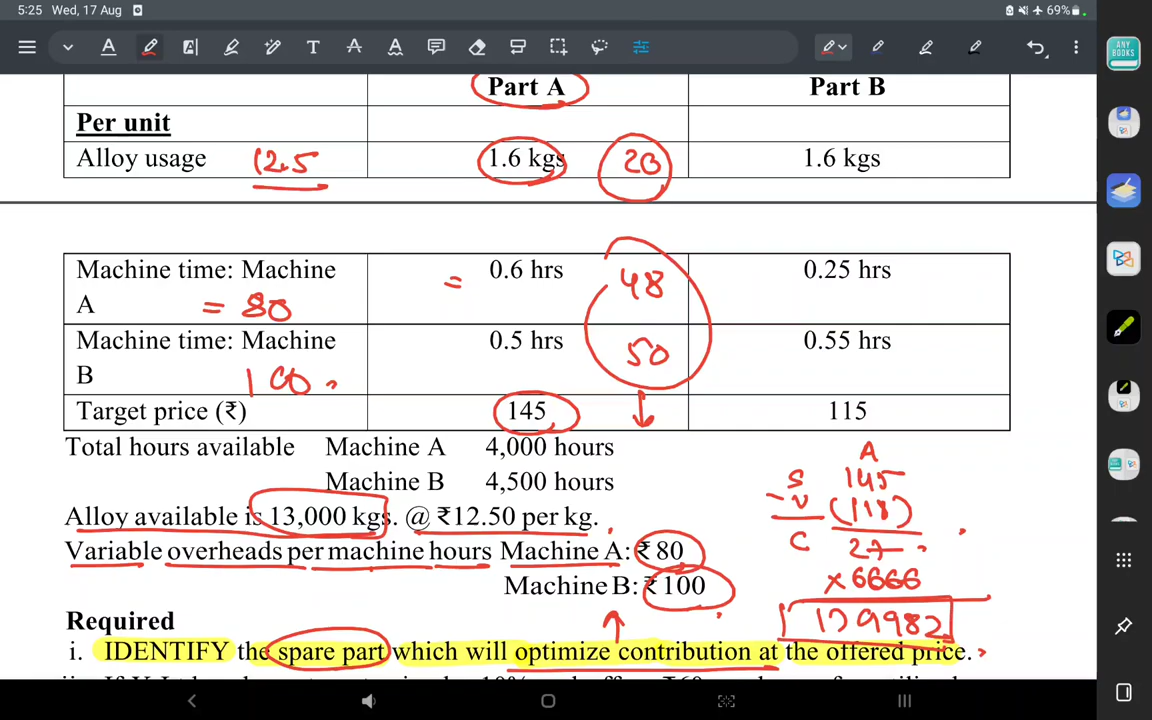 5:25 Wed, 17 Aug 69%
ANY BOOKS
Part A Part B
Per unit
Alloy usage 12.5 1.6 kgs 20 1.6 kgs
Machine time: Machine = 0.6 hrs 48 0.25 hrs
A = 80
Machine time: Machine 0.5 hrs 50 0.55 hrs
B 100
Target price (₹) 145 115
Total hours available Machine A 4,000 hours
Machine B 4,500 hours
Alloy available is 13,000 kgs. @ ₹12.50 per kg.
Variable overheads per machine hours Machine A: ₹ 80
Machine B: ₹ 100
A
S 145
- V (118)
C 27
x 6666
179982
Required
i. IDENTIFY the spare part which will optimize contribution at the offered price.